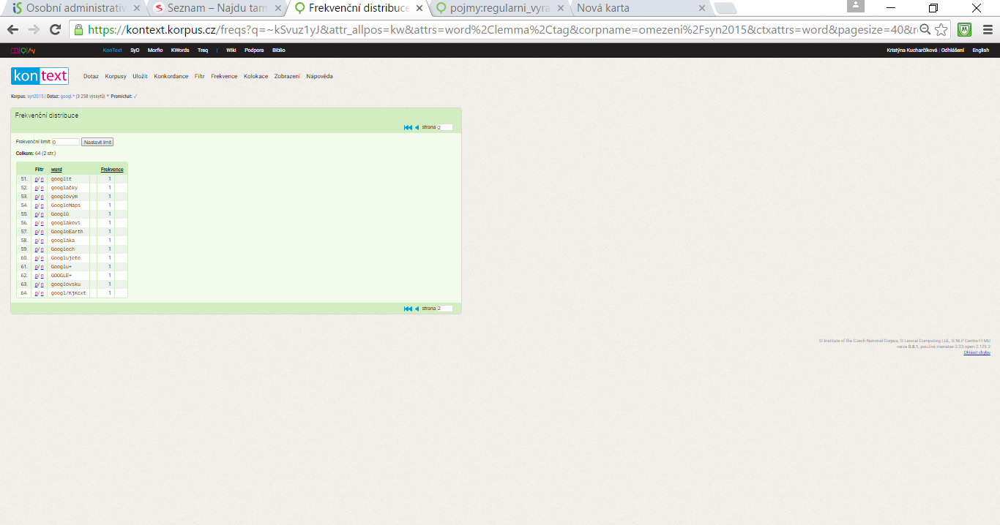 Osobní administrativ
Seznam – Najdu tam
Frekvenční distribuce
pojmy:regularni_vyra
Nová karta
https://kontext.korpus.cz/freqs?q=~kSvuz1yJ&attr_allpos=kw&attrs=word%2Clemma%2Ctag&corpname=omezeni%2Fsyn2015&ctxattrs=word&pagesize=40&r
KonText SyD Morfio KWords Treq | Wiki Podpora Biblio
Kristýna Kucharčíková | Odhlášení English
kontext
Dotaz Korpusy Uložit Konkordance Filtr Frekvence Kolokace Zobrazení Nápověda
Korpus: syn2015 | Dotaz: googl.* (3 258 výskytů) » Promíchat: ✓
Frekvenční distribuce
strana 2
Frekvenční limit: 0 Nastavit limit
Celkem: 64 (2 str.)
Filtr word Frekvence
51. p/n googlit 1
52. p/n googlačky 1
53. p/n googlovým 1
54. p/n GoogleMaps 1
55. p/n Googlů 1
56. p/n googlákovi 1
57. p/n GoogleEarth 1
58. p/n googláka 1
59. p/n Googlech 1
60. p/n Googlujete 1
61. p/n Googlu+ 1
62. p/n GOOGLE+ 1
63. p/n googlovsku 1
64. p/n googl/KjKcxt 1
strana 2
© Institute of the Czech National Corpus, © Lexical Computing Ltd., © NLP Centre FI MU
verze 0.8.1, používá manatee 2.33-open-2.129.2
Ohlásit chybu